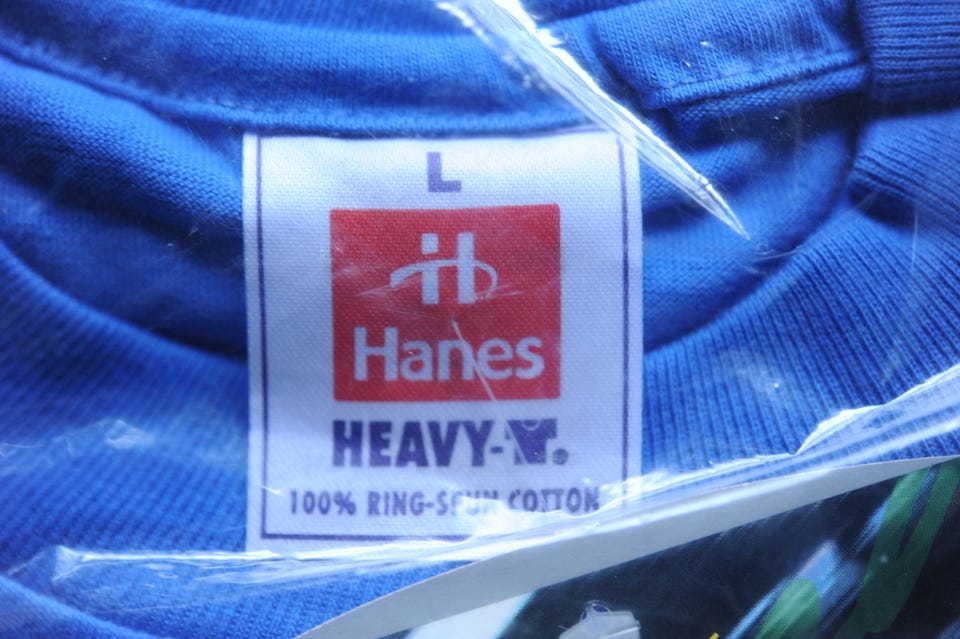 L
Hanes
HEAVY-T®
100% RING-SPUN COTTON